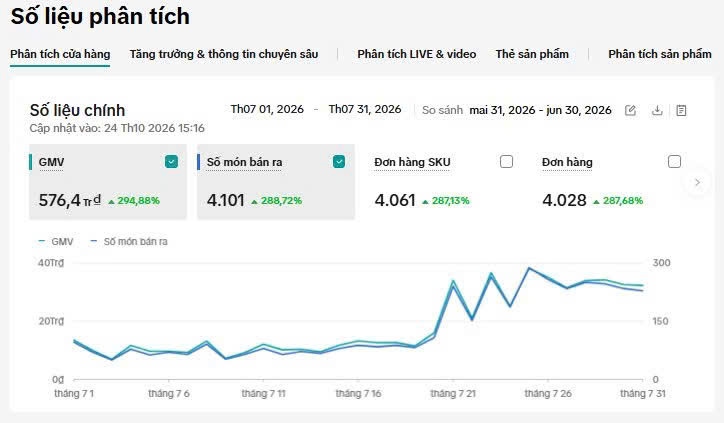 Số liệu phân tích
Phân tích cửa hàng Tăng trưởng & thông tin chuyên sâu Phân tích LIVE & video Thẻ sản phẩm Phân tích sản phẩm
Số liệu chính Th07 01, 2026 - Th07 31, 2026 So sánh mai 31, 2026 - jun 30, 2026
Cập nhật vào: 24 Th10 2026 15:16
GMV Số món bán ra Đơn hàng SKU Đơn hàng
576,4 Trđ 294,88% 4.101 288,72% 4.061 287,13% 4.028 287,68%
GMV Số món bán ra
40Trđ 300
20Trđ 150
0đ 0
tháng 7 1 tháng 7 6 tháng 7 11 tháng 7 16 tháng 7 21 tháng 7 26 tháng 7 31